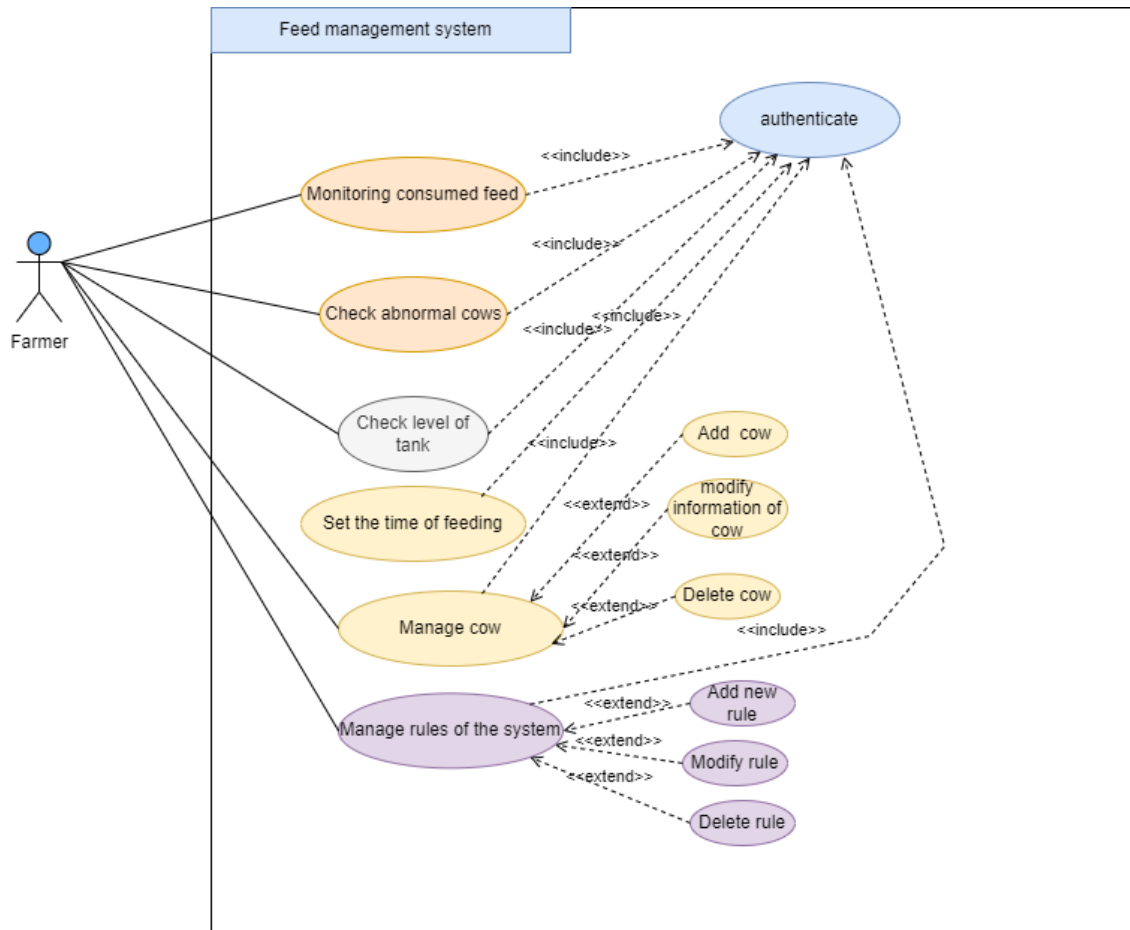 Feed management system
authenticate
<<include>>
Monitoring consumed feed
<<include>>
Farmer
Check abnormal cows
<<include>>
<<include>>
Check level of
tank
Add  cow
<<include>>
modify
information of
cow
<<extend>>
Set the time of feeding
<<extend>>
Delete cow
<<extend>>
Manage cow
<<include>>
Add new
rule
<<extend>>
Manage rules of the system
<<extend>>
Modify rule
<<extend>>
Delete rule